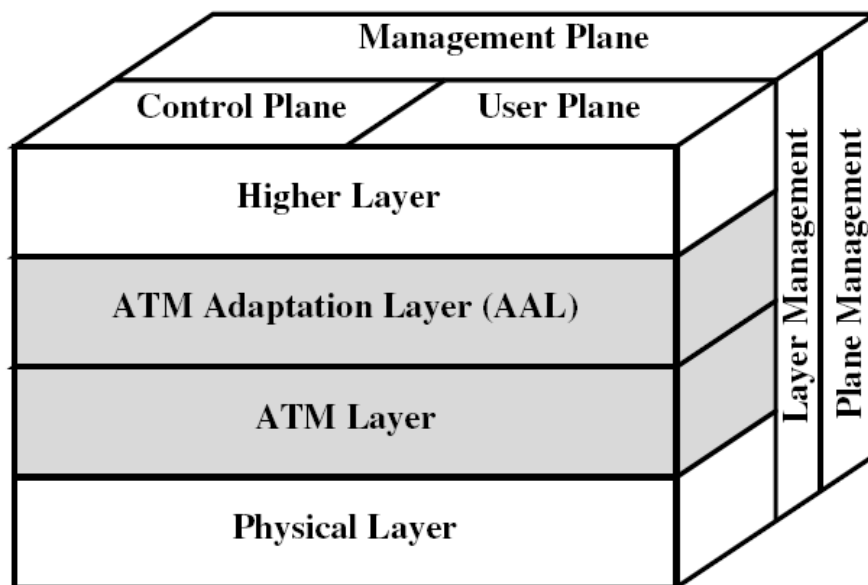 Management Plane
Control Plane
User Plane
Higher Layer
ATM Adaptation Layer (AAL)
ATM Layer
Physical Layer
Layer Management
Plane Management